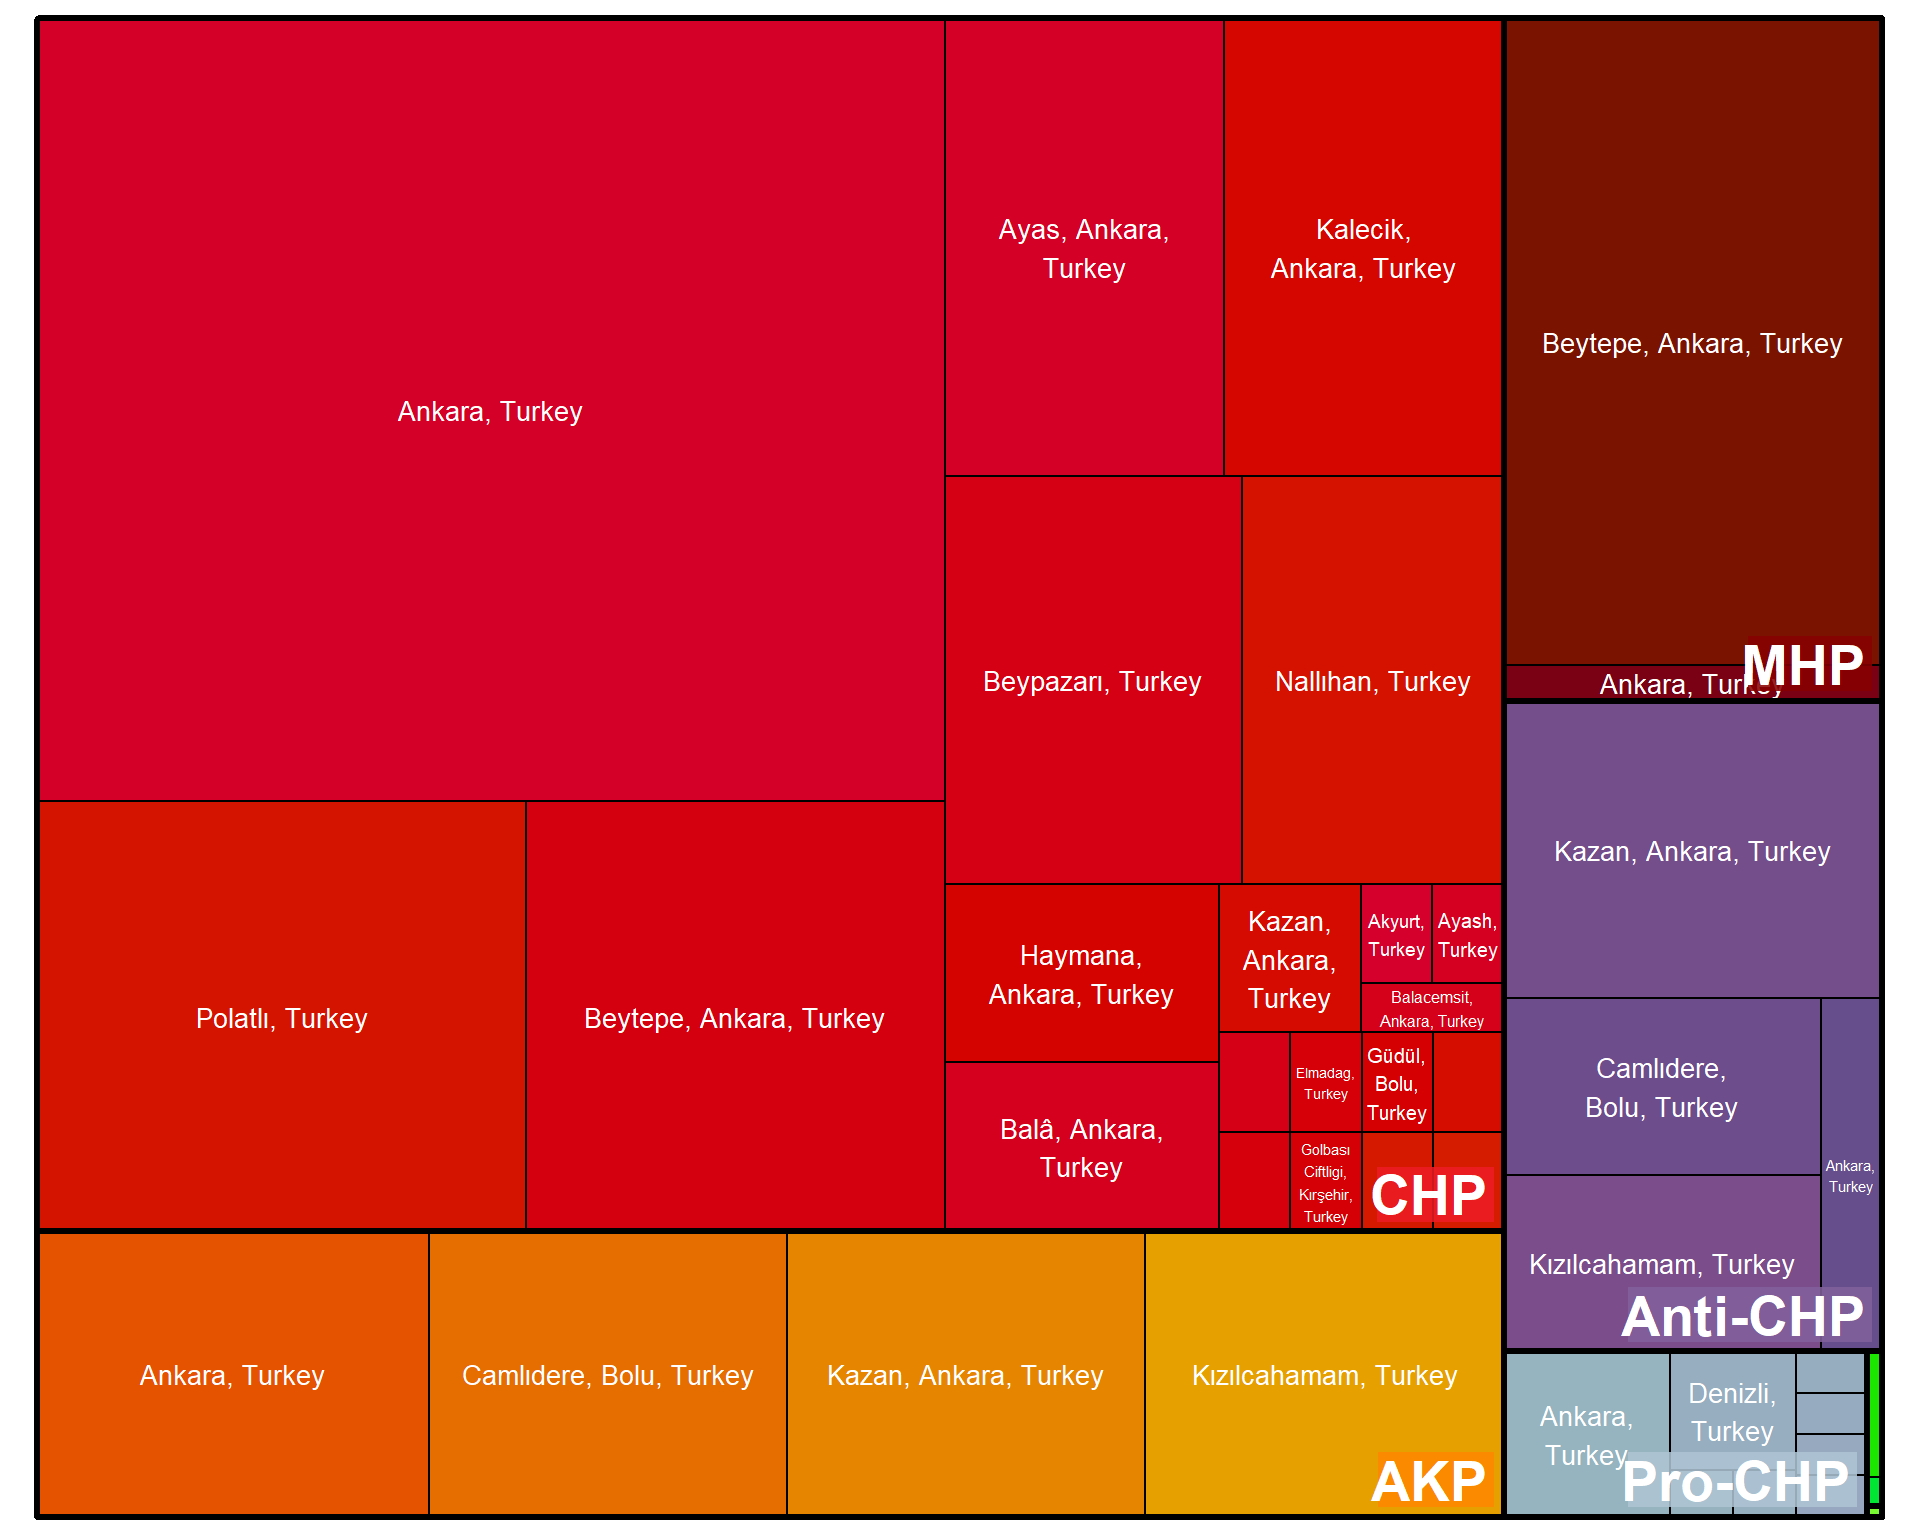 Ankara, Turkey
Ayas, Ankara,
Turkey
Kalecik,
Ankara, Turkey
Beypazarı, Turkey
Nallıhan, Turkey
Polatlı, Turkey
Beytepe, Ankara, Turkey
Haymana,
Ankara, Turkey
Balâ, Ankara,
Turkey
Kazan,
Ankara,
Turkey
Akyurt,
Turkey
Ayash,
Turkey
Balacemsit,
Ankara, Turkey
Elmadag,
Turkey
Güdül,
Bolu,
Turkey
Golbası
Ciftligi,
Kırşehir,
Turkey
CHP
Ankara, Turkey
Camlıdere, Bolu, Turkey
Kazan, Ankara, Turkey
Kızılcahamam, Turkey
AKP
Beytepe, Ankara, Turkey
Ankara, Turkey
MHP
Kazan, Ankara, Turkey
Camlıdere,
Bolu, Turkey
Ankara,
Turkey
Kızılcahamam, Turkey
Anti-CHP
Ankara,
Turkey
Denizli,
Turkey
Pro-CHP